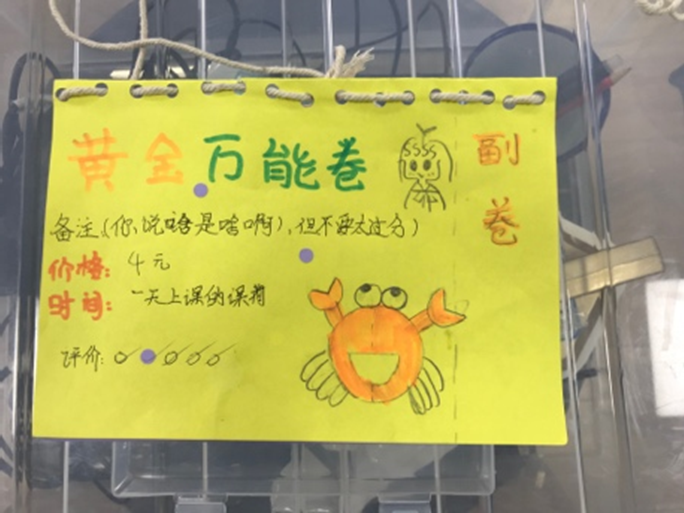 黄金万能卷
副卷
备注:(你,说啥是啥啊),但不要太过分)
价格: 4元
时间: 一天上课的课间
评价: